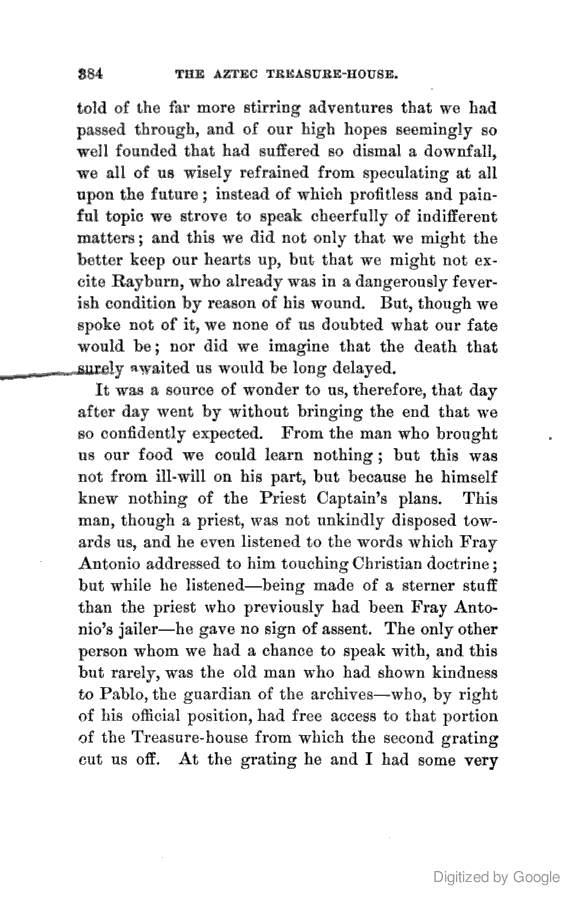 384 THE AZTEC TREASURE-HOUSE.
told of the far more stirring adventures that we had
passed through, and of our high hopes seemingly so
well founded that had suffered so dismal a downfall,
we all of us wisely refrained from speculating at all
upon the future; instead of which profitless and pain-
ful topic we strove to speak cheerfully of indifferent
matters; and this we did not only that we might the
better keep our hearts up, but that we might not ex-
cite Rayburn, who already was in a dangerously fever-
ish condition by reason of his wound. But, though we
spoke not of it, we none of us doubted what our fate
would be; nor did we imagine that the death that
surely awaited us would be long delayed.
It was a source of wonder to us, therefore, that day
after day went by without bringing the end that we
so confidently expected. From the man who brought
us our food we could learn nothing; but this was
not from ill-will on his part, but because he himself
knew nothing of the Priest Captain's plans. This
man, though a priest, was not unkindly disposed tow-
ards us, and he even listened to the words which Fray
Antonio addressed to him touching Christian doctrine;
but while he listened—being made of a sterner stuff
than the priest who previously had been Fray Anto-
nio's jailer—he gave no sign of assent. The only other
person whom we had a chance to speak with, and this
but rarely, was the old man who had shown kindness
to Pablo, the guardian of the archives—who, by right
of his official position, had free access to that portion
of the Treasure-house from which the second grating
cut us off. At the grating he and I had some very
Digitized by Google